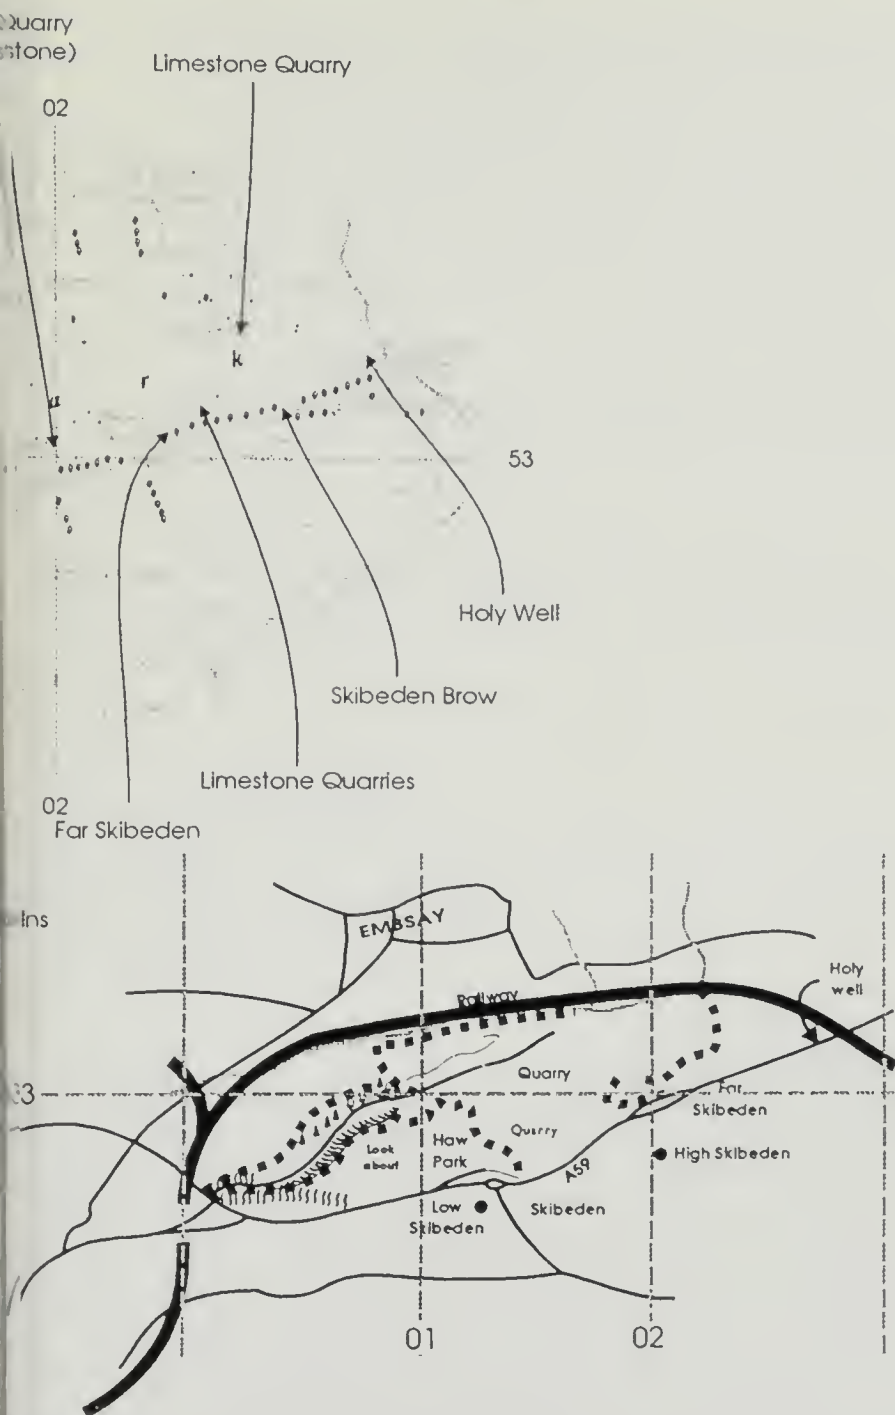 Quarry
stone)
Limestone Quarry
02
k
r
53
Holy Well
Skibeden Brow
Limestone Quarries
02
Far Skibeden
Ins
EMBSAY
Holy
well
Railway
Quarry
Far
Skibeden
Quarry
Look
about
Haw
Park
A59
High Skibeden
Low
Skibeden
Skibeden
01
02